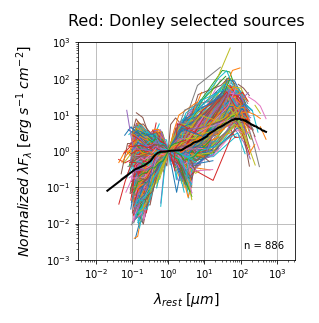 Red: Donley selected sources
Normalized λF_λ [erg s⁻¹ cm⁻²]
10³
10²
10¹
10⁰
10⁻¹
10⁻²
10⁻³
n = 886
10⁻² 10⁻¹ 10⁰ 10¹ 10² 10³
λ_rest [μm]